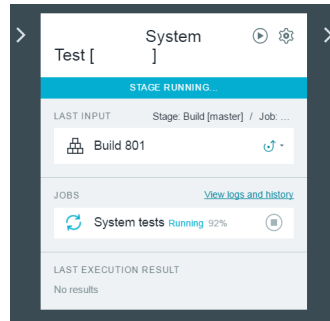 System
Test [ ]
STAGE RUNNING...
LAST INPUT Stage: Build [master] / Job: ...
Build 801
JOBS View logs and history
System tests Running 92%
LAST EXECUTION RESULT
No results